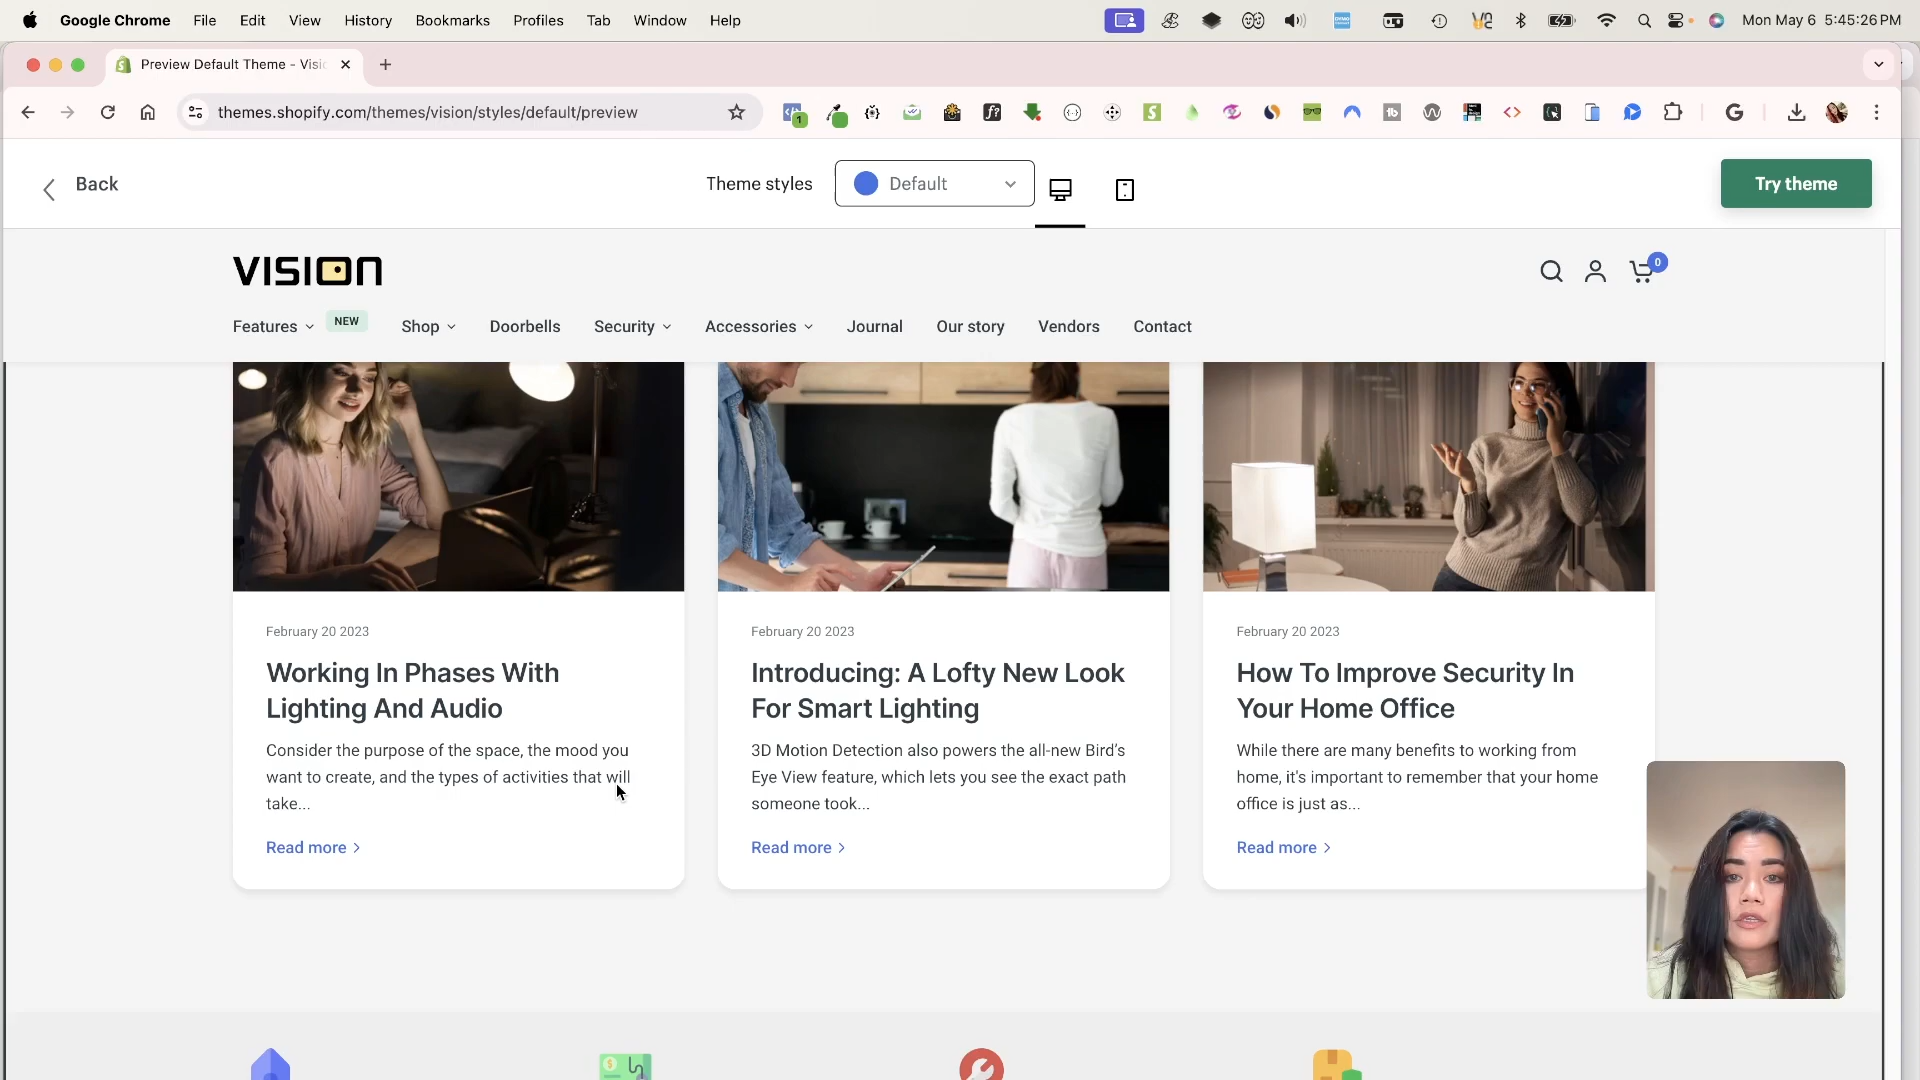 Google Chrome File Edit View History Bookmarks Profiles Tab Window Help Mon May 6 5:45:26 PM
Preview Default Theme - Visi
themes.shopify.com/themes/vision/styles/default/preview
Back
Theme styles
Default
Try theme
VISION
0
Features
NEW
Shop
Doorbells
Security
Accessories
Journal
Our story
Vendors
Contact
February 20 2023
Working In Phases With
Lighting And Audio
Consider the purpose of the space, the mood you
want to create, and the types of activities that will
take...
Read more
February 20 2023
Introducing: A Lofty New Look
For Smart Lighting
3D Motion Detection also powers the all-new Bird's
Eye View feature, which lets you see the exact path
someone took...
Read more
February 20 2023
How To Improve Security In
Your Home Office
While there are many benefits to working from
home, it's important to remember that your home
office is just as...
Read more